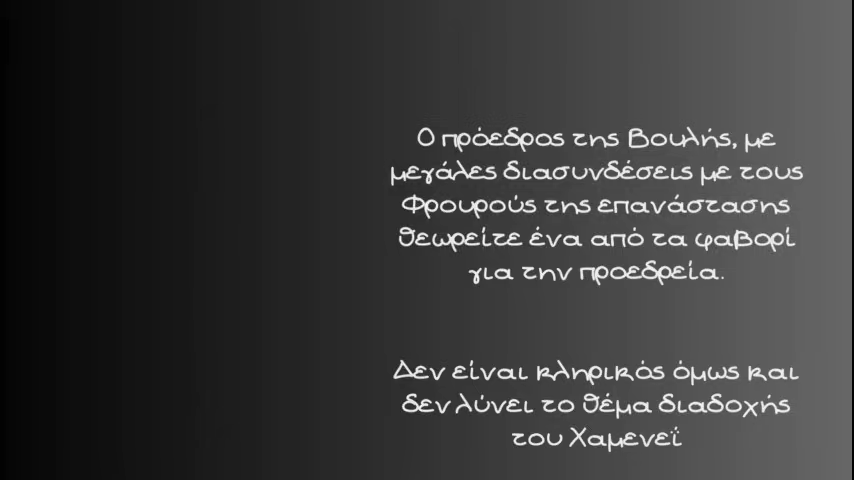 Ο πρόεδρος της Βουλής, με
μεγάλες διασυνδέσεις με τους
Φρουρούς της επανάστασης
θεωρείτε ένα από τα φαβορί
για την προεδρεία.
Δεν είναι κληρικός όμως και
δεν λύνει το θέμα διαδοχής
του Χαμενεΐ